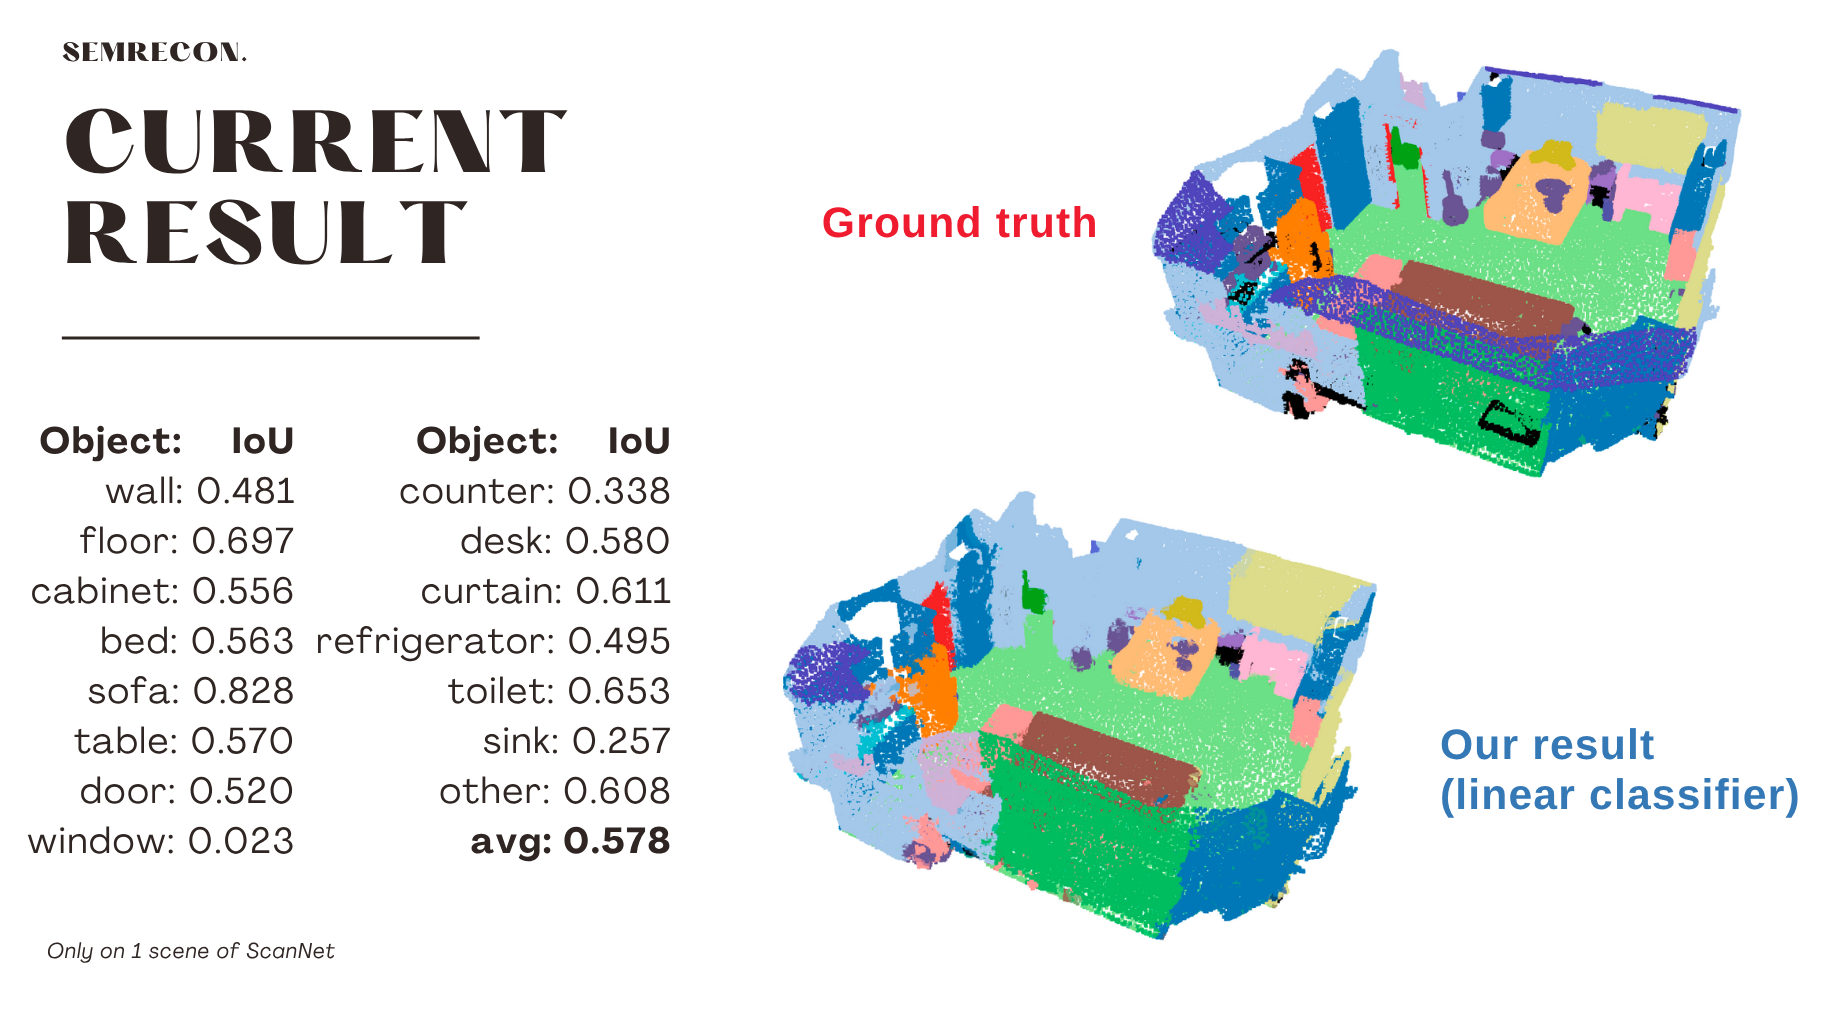 SEMRECON.
CURRENT
RESULT
Ground truth
Object: IoU
wall: 0.481
floor: 0.697
cabinet: 0.556
bed: 0.563
sofa: 0.828
table: 0.570
door: 0.520
window: 0.023
Object: IoU
counter: 0.338
desk: 0.580
curtain: 0.611
refrigerator: 0.495
toilet: 0.653
sink: 0.257
other: 0.608
avg: 0.578
Our result
(linear classifier)
Only on 1 scene of ScanNet